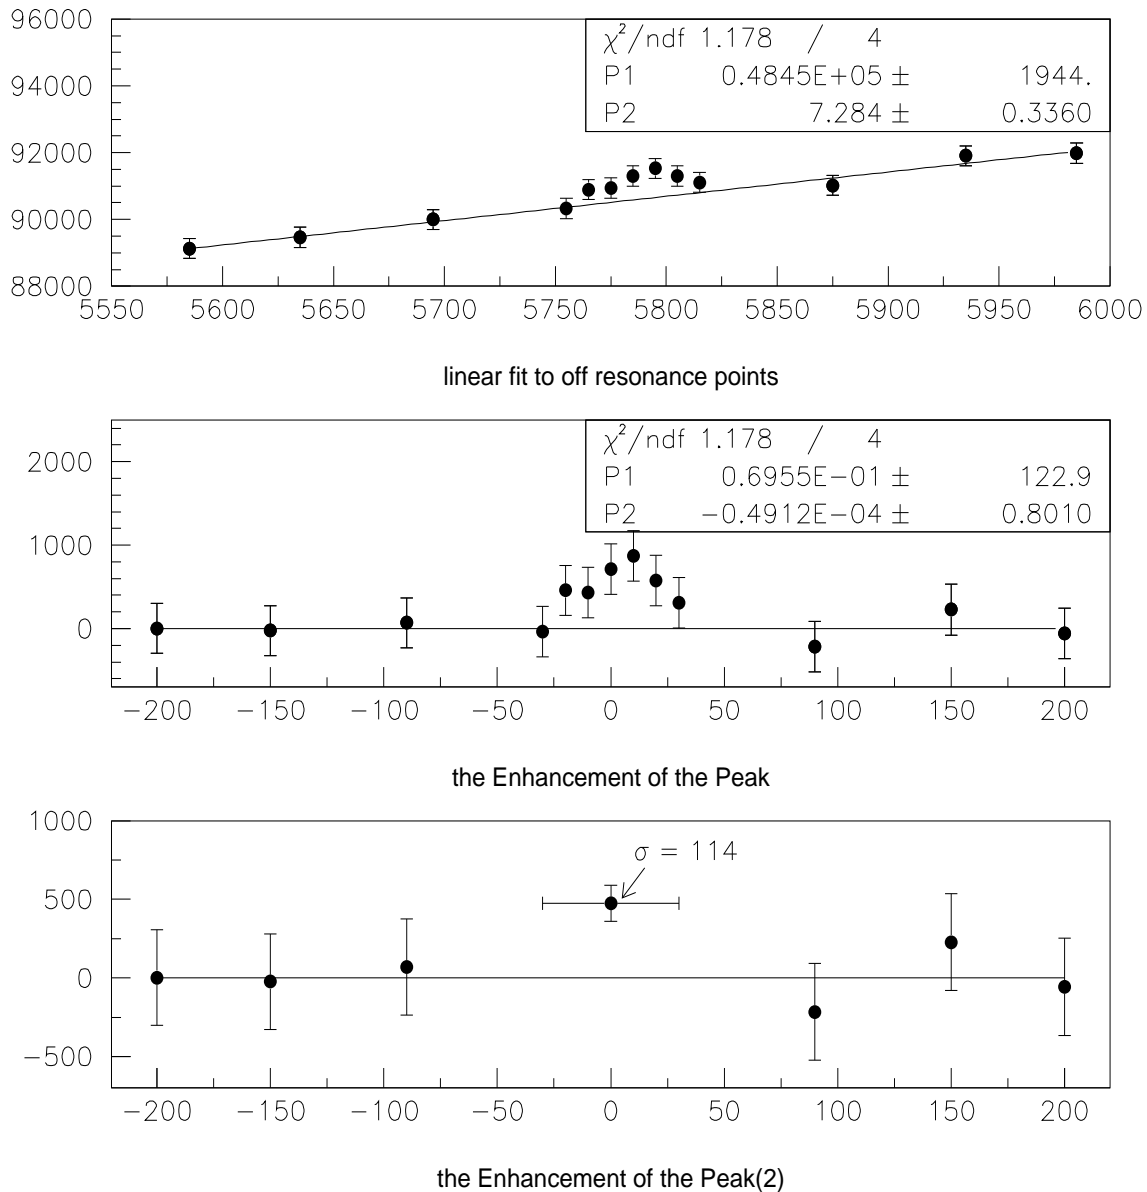 96000
94000
92000
90000
88000
χ²/ndf 1.178 / 4
P1 0.4845E+05 ± 1944.
P2 7.284 ± 0.3360
5550 5600 5650 5700 5750 5800 5850 5900 5950 6000
linear fit to off resonance points
2000
1000
0
χ²/ndf 1.178 / 4
P1 0.6955E−01 ± 122.9
P2 −0.4912E−04 ± 0.8010
−200 −150 −100 −50 0 50 100 150 200
the Enhancement of the Peak
1000
500
0
−500
σ = 114
−200 −150 −100 −50 0 50 100 150 200
the Enhancement of the Peak(2)